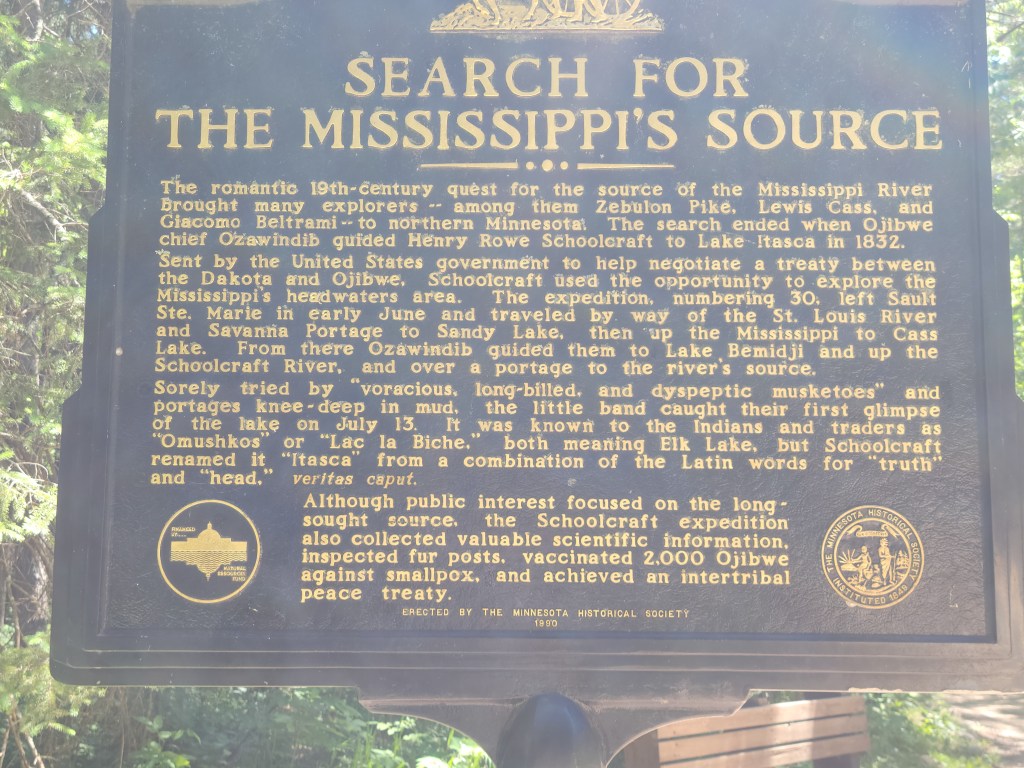 SEARCH FOR
THE MISSISSIPPI'S SOURCE
The romantic 19th-century quest for the source of the Mississippi River
Brought many explorers -- among them Zebulon Pike, Lewis Cass, and
Giacomo Beltrami -- to northern Minnesota. The search ended when Ojibwe
chief Ozawindib guided Henry Rowe Schoolcraft to Lake Itasca in 1832.
Sent by the United States government to help negotiate a treaty between
the Dakota and Ojibwe, Schoolcraft used the opportunity to explore the
Mississippi's headwaters area. The expedition, numbering 30, left Sault
Ste. Marie in early June and traveled by way of the St. Louis River
and Savanna Portage to Sandy Lake, then up the Mississippi to Cass
Lake. From there Ozawindib guided them to Lake Bemidji and up the
Schoolcraft River, and over a portage to the river's source.
Sorely tried by "voracious, long-billed, and dyspeptic musketoes" and
portages knee-deep in mud, the little band caught their first glimpse
of the lake on July 13. It was known to the Indians and traders as
"Omushkos" or "Lac la Biche," both meaning Elk Lake, but Schoolcraft
renamed it "Itasca" from a combination of the Latin words for "truth"
and "head," veritas caput.
Although public interest focused on the long-
sought source, the Schoolcraft expedition
also collected valuable scientific information,
inspected fur posts, vaccinated 2,000 Ojibwe
against smallpox, and achieved an intertribal
peace treaty.
ERECTED BY THE MINNESOTA HISTORICAL SOCIETY
1990
NATURAL
RESOURCES
FUND
THE MINNESOTA HISTORICAL SOCIETY
INSTITUTED 1849